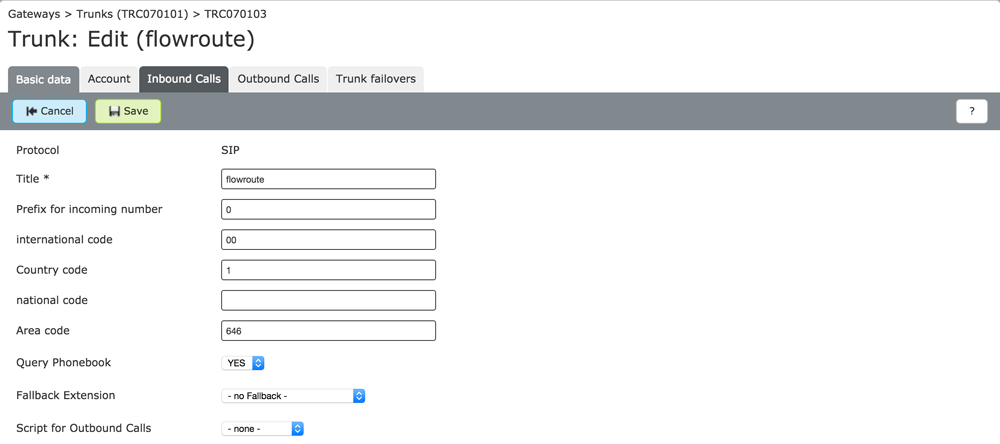 Gateways > Trunks (TRC070101) > TRC070103
Trunk: Edit (flowroute)
Basic data Account Inbound Calls Outbound Calls Trunk failovers
Cancel Save ?
Protocol SIP
Title * flowroute
Prefix for incoming number 0
international code 00
Country code 1
national code
Area code 646
Query Phonebook YES
Fallback Extension - no Fallback -
Script for Outbound Calls - none -